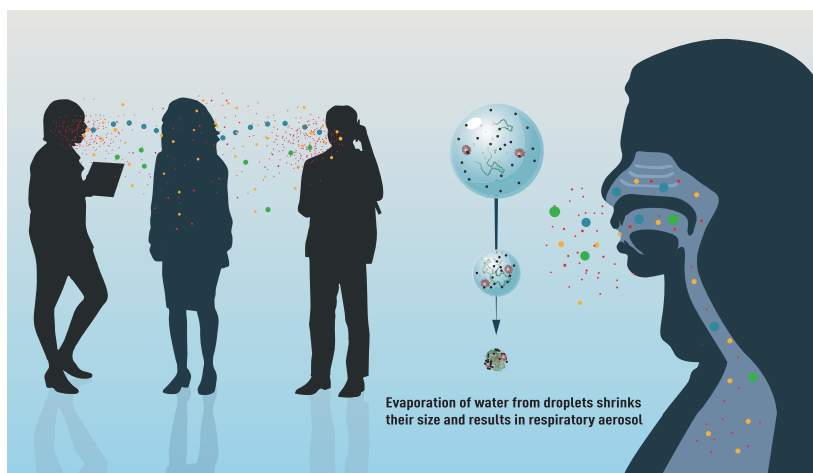 Evaporation of water from droplets shrinks
their size and results in respiratory aerosol